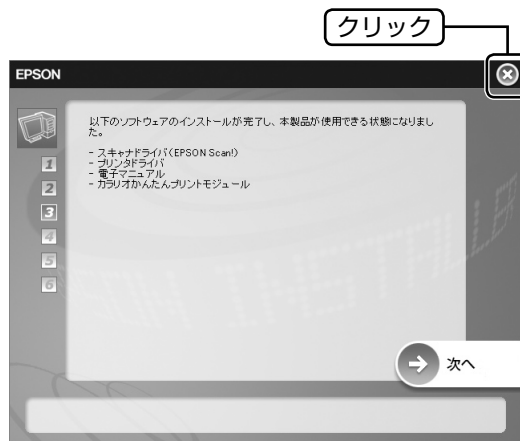 クリック
EPSON
以下のソフトウェアのインストールが完了し、本製品が使用できる状態になりまし
た。
- スキャナドライバ(EPSON Scan!)
- プリンタドライバ
- 電子マニュアル
- カラリオかんたんプリントモジュール
1
2
3
4
5
6
EPSON INSTALLER
次へ